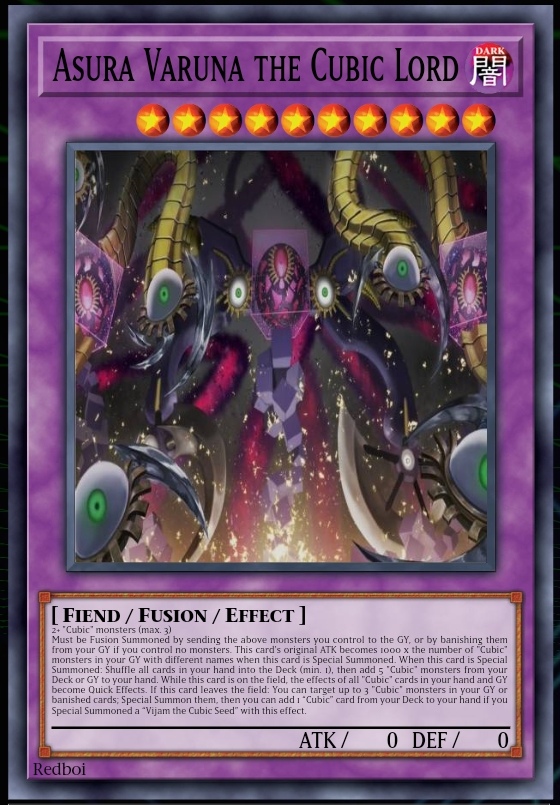 ASURA VARUNA THE CUBIC LORD
DARK
闇
[ FIEND / FUSION / EFFECT ]
2+ "Cubic" monsters (max. 3)
Must be Fusion Summoned by sending the above monsters you control to the GY, or by banishing them
from your GY if you control no monsters. This card's original ATK becomes 1000 x the number of "Cubic"
monsters in your GY with different names when this card is Special Summoned. When this card is Special
Summoned: Shuffle all cards in your hand into the Deck (min. 1), then add 5 "Cubic" monsters from your
Deck or GY to your hand. While this card is on the field, the effects of all "Cubic" cards in your hand and GY
become Quick Effects. If this card leaves the field: You can target up to 3 "Cubic" monsters in your GY or
banished cards; Special Summon them, then you can add 1 "Cubic" card from your Deck to your hand if you
Special Summoned a "Vijam the Cubic Seed" with this effect.
ATK / 0 DEF / 0
Redboi